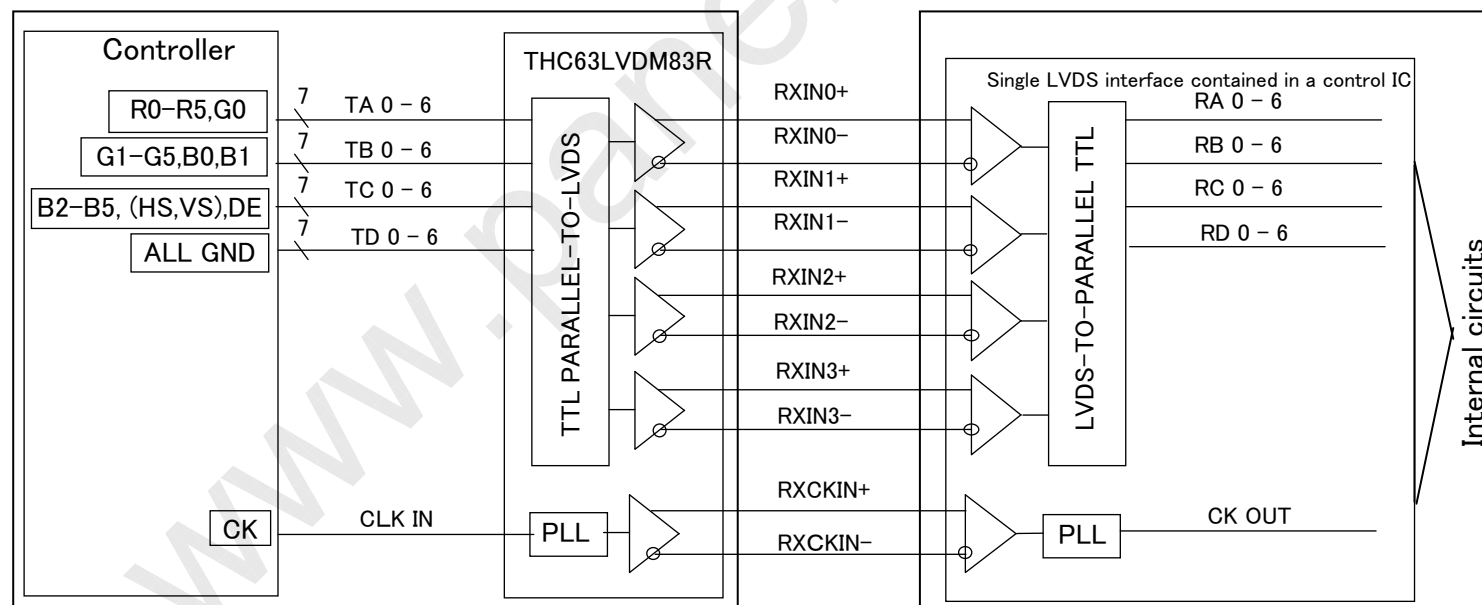 Controller
R0-R5,G0
G1-G5,B0,B1
B2-B5, (HS,VS),DE
ALL GND
CK
7
TA 0 - 6
7
TB 0 - 6
7
TC 0 - 6
7
TD 0 - 6
CLK IN
THC63LVDM83R
TTL PARALLEL-TO-LVDS
PLL
RXIN0+
RXIN0-
RXIN1+
RXIN1-
RXIN2+
RXIN2-
RXIN3+
RXIN3-
RXCKIN+
RXCKIN-
Single LVDS interface contained in a control IC
LVDS-TO-PARALLEL TTL
PLL
RA 0 - 6
RB 0 - 6
RC 0 - 6
RD 0 - 6
CK OUT
Internal circuits
www.pane